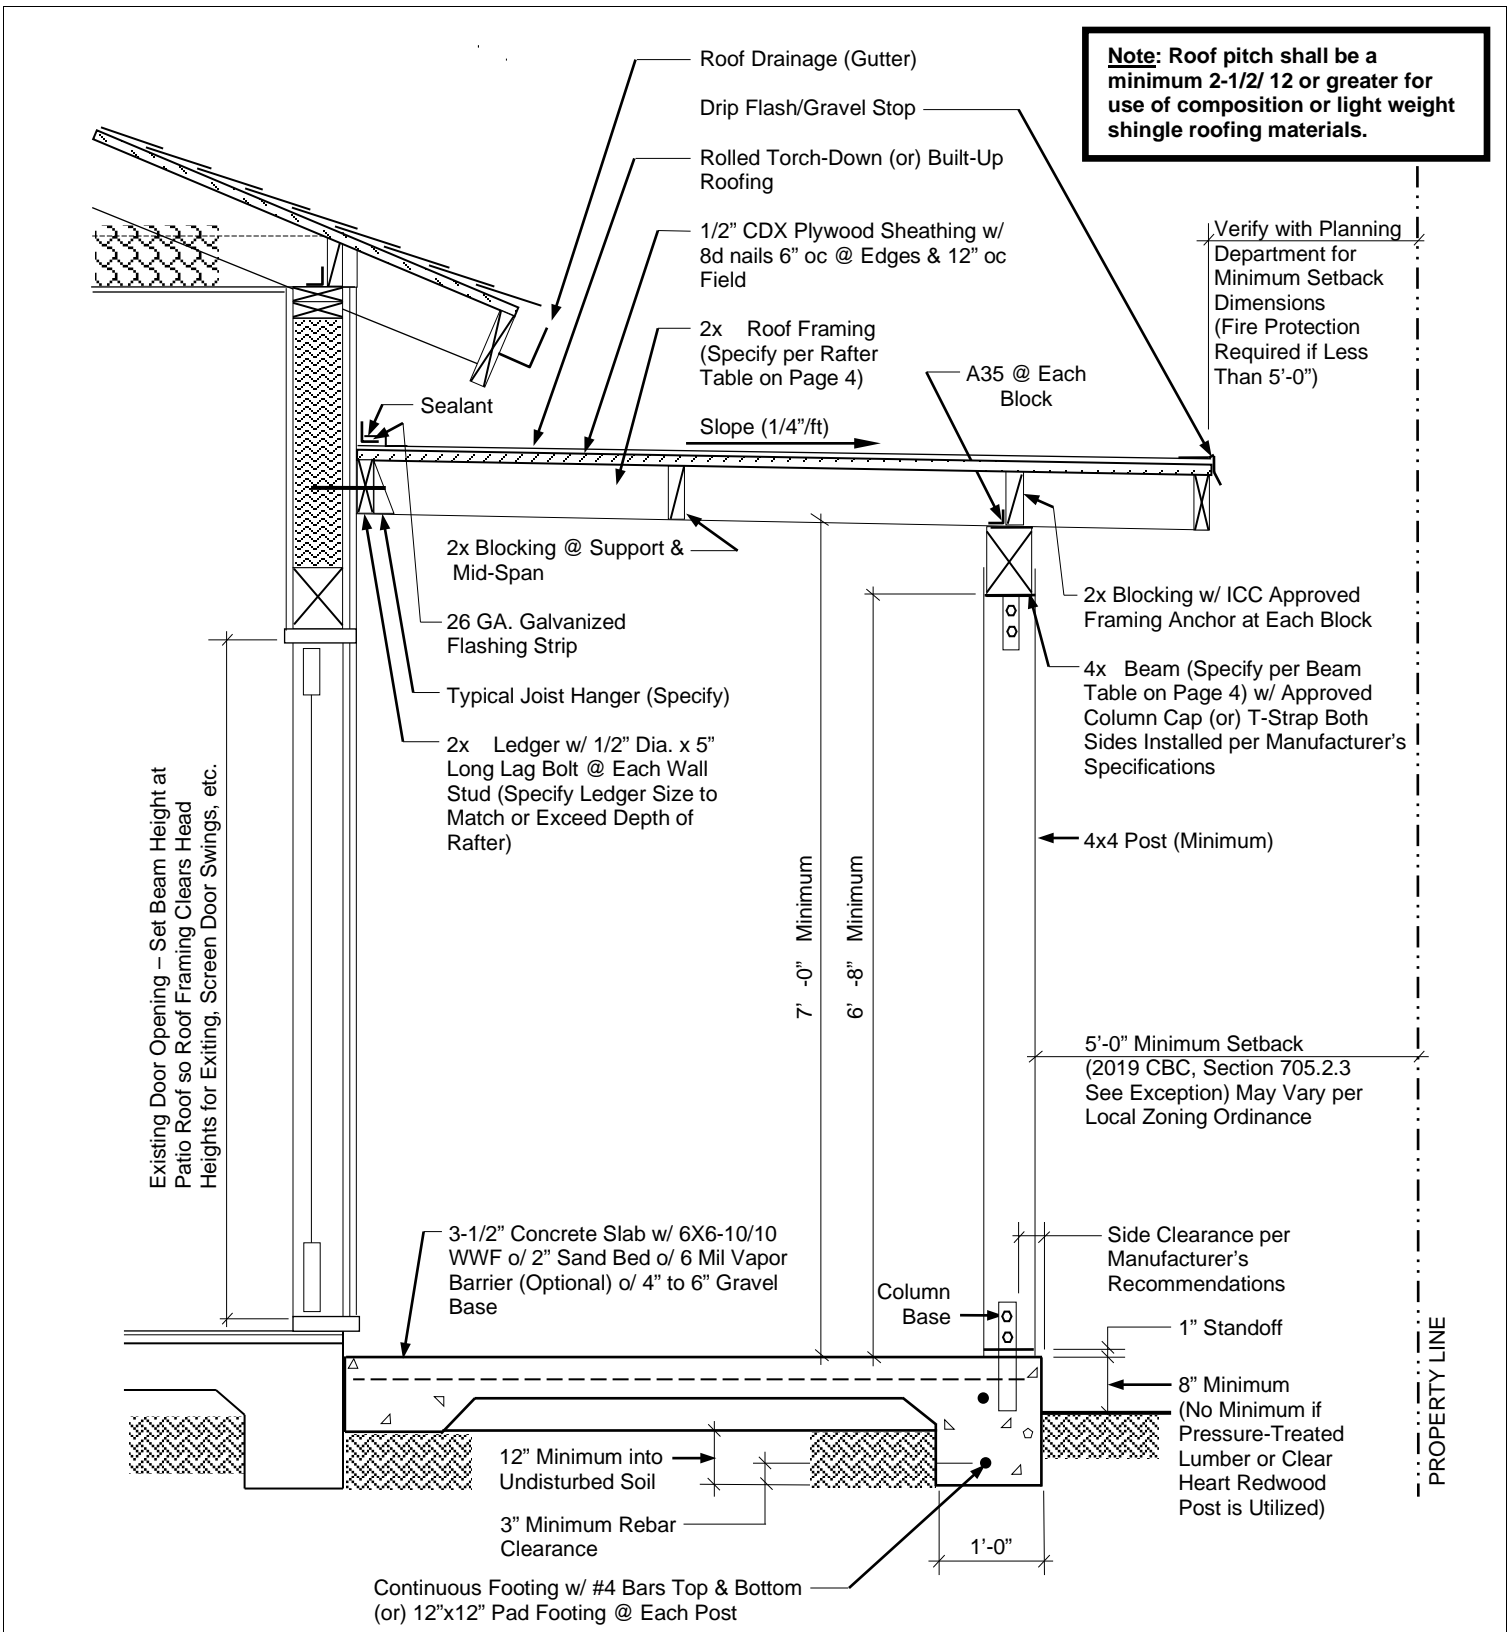 Roof Drainage (Gutter)
Note: Roof pitch shall be a
minimum 2-1/2/ 12 or greater for
use of composition or light weight
shingle roofing materials.
Drip Flash/Gravel Stop
Rolled Torch-Down (or) Built-Up
Roofing
1/2” CDX Plywood Sheathing w/
8d nails 6” oc @ Edges & 12” oc
Field
Verify with Planning
Department for
Minimum Setback
Dimensions
(Fire Protection
Required if Less
Than 5’-0”)
2x Roof Framing
(Specify per Rafter
Table on Page 4)
A35 @ Each
Block
Sealant
Slope (1/4”/ft)
2x Blocking @ Support &
Mid-Span
26 GA. Galvanized
Flashing Strip
Typical Joist Hanger (Specify)
2x Ledger w/ 1/2” Dia. x 5”
Long Lag Bolt @ Each Wall
Stud (Specify Ledger Size to
Match or Exceed Depth of
Rafter)
2x Blocking w/ ICC Approved
Framing Anchor at Each Block
4x Beam (Specify per Beam
Table on Page 4) w/ Approved
Column Cap (or) T-Strap Both
Sides Installed per Manufacturer’s
Specifications
4x4 Post (Minimum)
Existing Door Opening – Set Beam Height at
Patio Roof so Roof Framing Clears Head
Heights for Exiting, Screen Door Swings, etc.
7’ -0” Minimum
6’ -8” Minimum
5’-0” Minimum Setback
(2019 CBC, Section 705.2.3
See Exception) May Vary per
Local Zoning Ordinance
3-1/2” Concrete Slab w/ 6X6-10/10
WWF o/ 2” Sand Bed o/ 6 Mil Vapor
Barrier (Optional) o/ 4” to 6” Gravel
Base
Side Clearance per
Manufacturer’s
Recommendations
Column
Base
1” Standoff
8” Minimum
(No Minimum if
Pressure-Treated
Lumber or Clear
Heart Redwood
Post is Utilized)
PROPERTY LINE
12” Minimum into
Undisturbed Soil
3” Minimum Rebar
Clearance
1’-0”
Continuous Footing w/ #4 Bars Top & Bottom
(or) 12”x12” Pad Footing @ Each Post